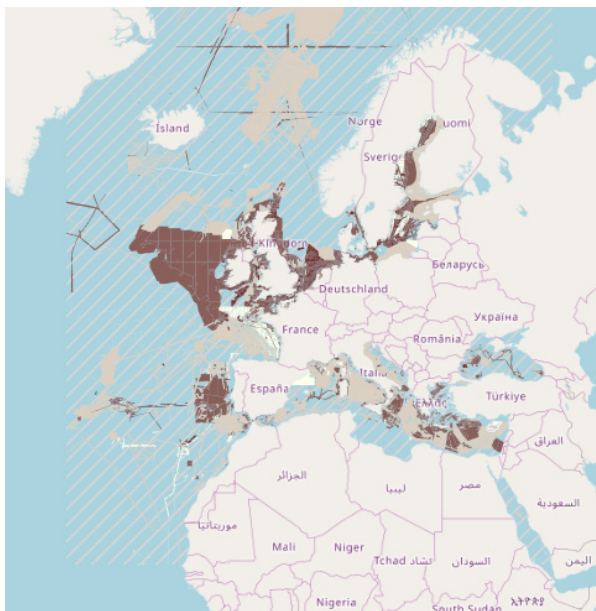 Ísland
Norge
Suomi
Sverige
Kingdom
Беларусь
Deutschland
Україна
France
România
Italia
España
Ελλάς
Türkiye
العراق
الجزائر
ليبيا
مصر
السعودية
موريتانيا
Mali
Niger
Tchad تشاد
السودان
اليمن
Nigeria
South Sudan
ኢትዮጵያ